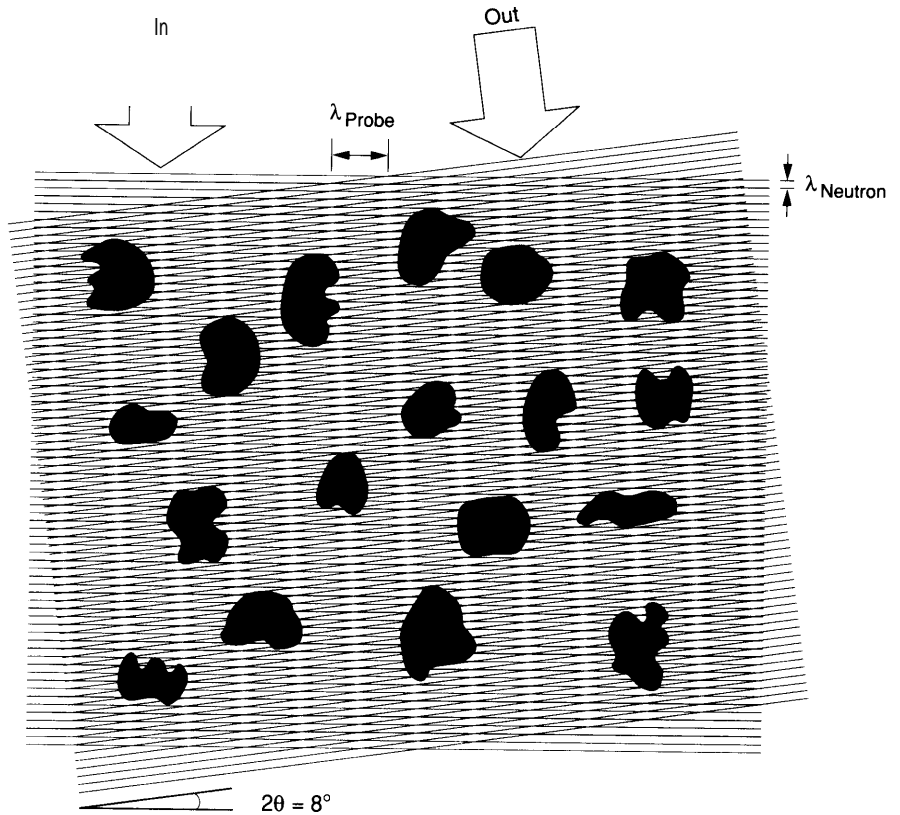 In
Out
λ Probe
λ Neutron
2θ = 8°